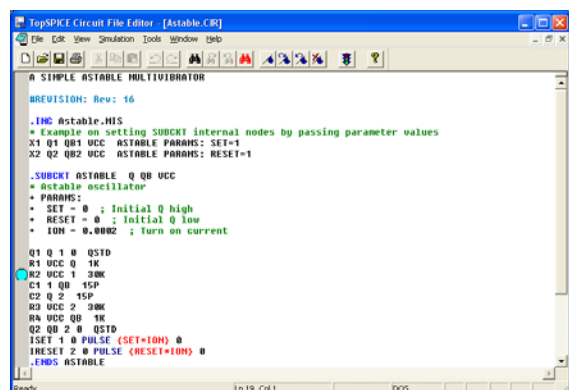 TopSPICE Circuit File Editor - [Astable.CIR]
File Edit View Simulation Tools Window Help
A SIMPLE ASTABLE MULTIVIBRATOR
#REVISION: Rev: 16
.INC Astable.MIS
* Example on setting SUBCKT internal nodes by passing parameter values
X1 Q1 QB1 VCC ASTABLE PARAMS: SET=1
X2 Q2 QB2 VCC ASTABLE PARAMS: RESET=1
.SUBCKT ASTABLE Q QB VCC
* Astable oscillator
+ PARAMS:
+ SET = 0 ; Initial Q high
+ RESET = 0 ; Initial Q low
+ ION = 0.0002 ; Turn on current
Q1 Q 1 0 QSTD
R1 VCC Q 1K
R2 VCC 1 30K
C1 1 QB 15P
C2 Q 2 15P
R3 VCC 2 30K
R4 VCC QB 1K
Q2 QB 2 0 QSTD
ISET 1 0 PULSE {SET*ION} 0
IRESET 2 0 PULSE {RESET*ION} 0
.ENDS ASTABLE
Ready Ln 19, Col 1 DOS